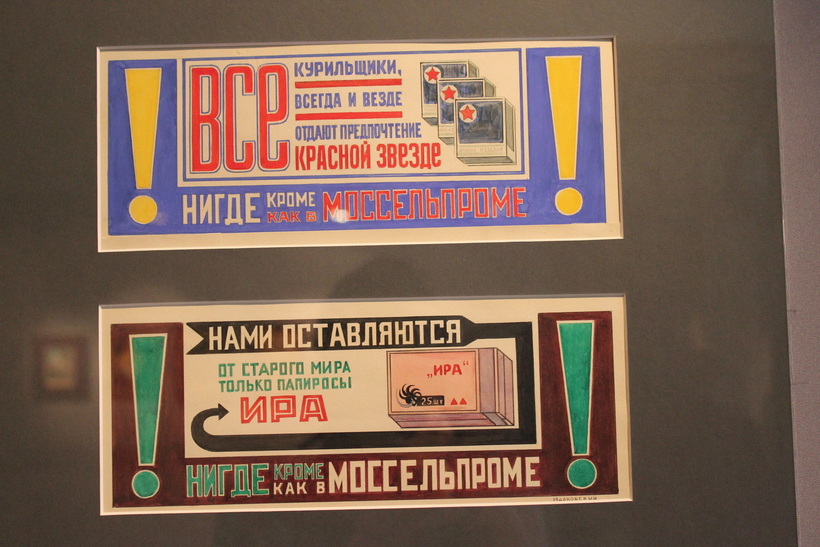 ВСЕ
КУРИЛЬЩИКИ,
ВСЕГДА И ВЕЗДЕ
ОТДАЮТ ПРЕДПОЧТЕНИЕ
КРАСНОЙ ЗВЕЗДЕ
НИГДЕ КРОМЕ
КАК В МОССЕЛЬПРОМЕ
НАМИ ОСТАВЛЯЮТСЯ
ОТ СТАРОГО МИРА
ТОЛЬКО ПАПИРОСЫ
ИРА
„ИРА“
25 шт
НИГДЕ КРОМЕ
КАК В МОССЕЛЬПРОМЕ